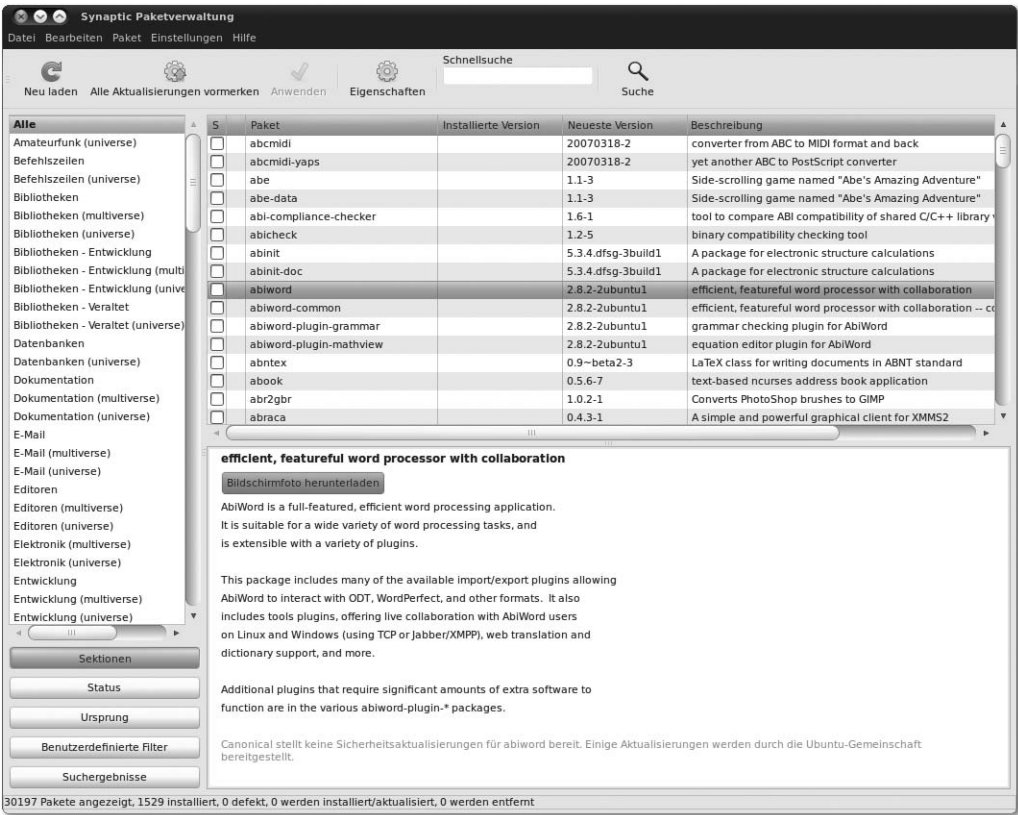 Synaptic Paketverwaltung
Datei Bearbeiten Paket Einstellungen Hilfe
Neu laden
Alle Aktualisierungen vormerken
Anwenden
Eigenschaften
Schnellsuche
Suche
Alle
Amateurfunk (universe)
Befehlszeilen
Befehlszeilen (universe)
Bibliotheken
Bibliotheken (multiverse)
Bibliotheken (universe)
Bibliotheken - Entwicklung
Bibliotheken - Entwicklung (multi
Bibliotheken - Entwicklung (unive
Bibliotheken - Veraltet
Bibliotheken - Veraltet (universe)
Datenbanken
Datenbanken (universe)
Dokumentation
Dokumentation (multiverse)
Dokumentation (universe)
E-Mail
E-Mail (multiverse)
E-Mail (universe)
Editoren
Editoren (multiverse)
Editoren (universe)
Elektronik (multiverse)
Elektronik (universe)
Entwicklung
Entwicklung (multiverse)
Entwicklung (universe)
Sektionen
Status
Ursprung
Benutzerdefinierte Filter
Suchergebnisse
S Paket Installierte Version Neueste Version Beschreibung
abcmidi 20070318-2 converter from ABC to MIDI format and back
abcmidi-yaps 20070318-2 yet another ABC to PostScript converter
abe 1.1-3 Side-scrolling game named "Abe's Amazing Adventure"
abe-data 1.1-3 Side-scrolling game named "Abe's Amazing Adventure"
abi-compliance-checker 1.6-1 tool to compare ABI compatibility of shared C/C++ library
abicheck 1.2-5 binary compatibility checking tool
abinit 5.3.4.dfsg-3build1 A package for electronic structure calculations
abinit-doc 5.3.4.dfsg-3build1 A package for electronic structure calculations
abiword 2.8.2-2ubuntu1 efficient, featureful word processor with collaboration
abiword-common 2.8.2-2ubuntu1 efficient, featureful word processor with collaboration -- co
abiword-plugin-grammar 2.8.2-2ubuntu1 grammar checking plugin for AbiWord
abiword-plugin-mathview 2.8.2-2ubuntu1 equation editor plugin for AbiWord
abntex 0.9~beta2-3 LaTeX class for writing documents in ABNT standard
abook 0.5.6-7 text-based ncurses address book application
abr2gbr 1.0.2-1 Converts PhotoShop brushes to GIMP
abraca 0.4.3-1 A simple and powerful graphical client for XMMS2
efficient, featureful word processor with collaboration
Bildschirmfoto herunterladen
AbiWord is a full-featured, efficient word processing application.
It is suitable for a wide variety of word processing tasks, and
is extensible with a variety of plugins.
This package includes many of the available import/export plugins allowing
AbiWord to interact with ODT, WordPerfect, and other formats. It also
includes tools plugins, offering live collaboration with AbiWord users
on Linux and Windows (using TCP or Jabber/XMPP), web translation and
dictionary support, and more.
Additional plugins that require significant amounts of extra software to
function are in the various abiword-plugin-* packages.
Canonical stellt keine Sicherheitsaktualisierungen für abiword bereit. Einige Aktualisierungen werden durch die Ubuntu-Gemeinschaft
bereitgestellt.
30197 Pakete angezeigt, 1529 installiert, 0 defekt, 0 werden installiert/aktualisiert, 0 werden entfernt